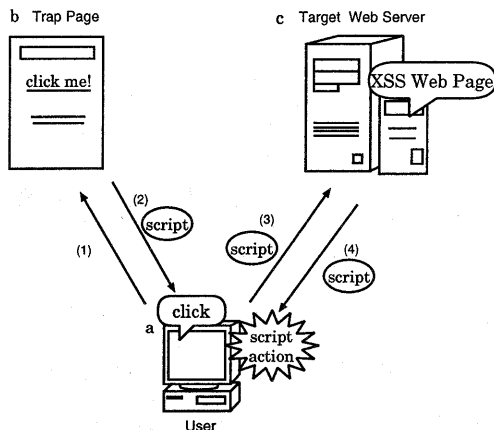 b Trap Page
c Target Web Server
click me!
XSS Web Page
(1)
(2)
script
(3)
script
(4)
script
a
click
script
action
User